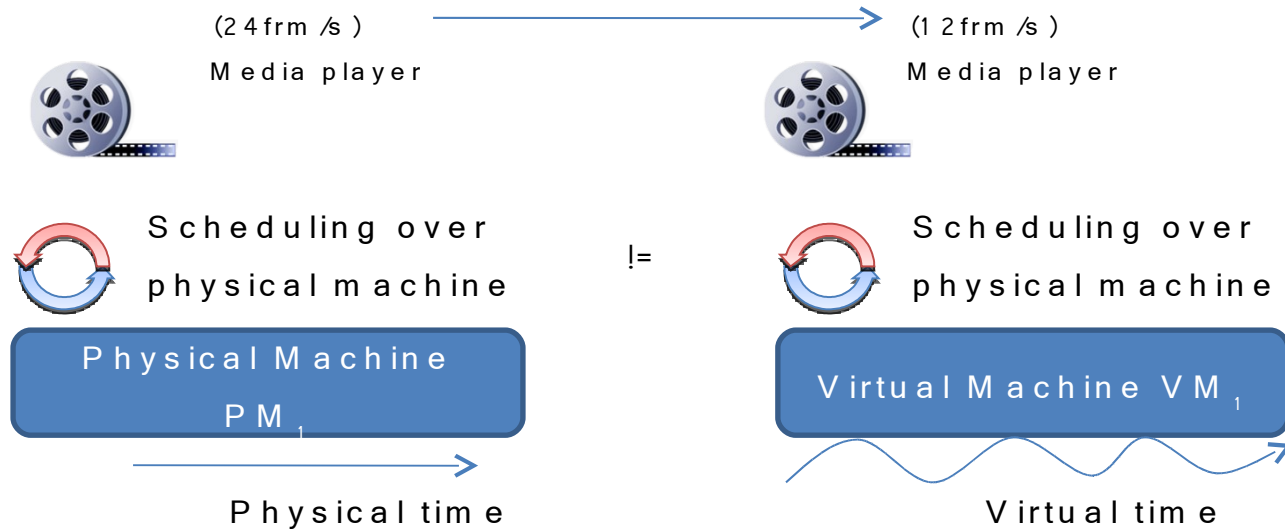 (24frm/s)
Media player
(12frm/s)
Media player
Scheduling over
physical machine
!=
Scheduling over
physical machine
Physical Machine
PM1
Virtual Machine VM1
Physical time
Virtual time